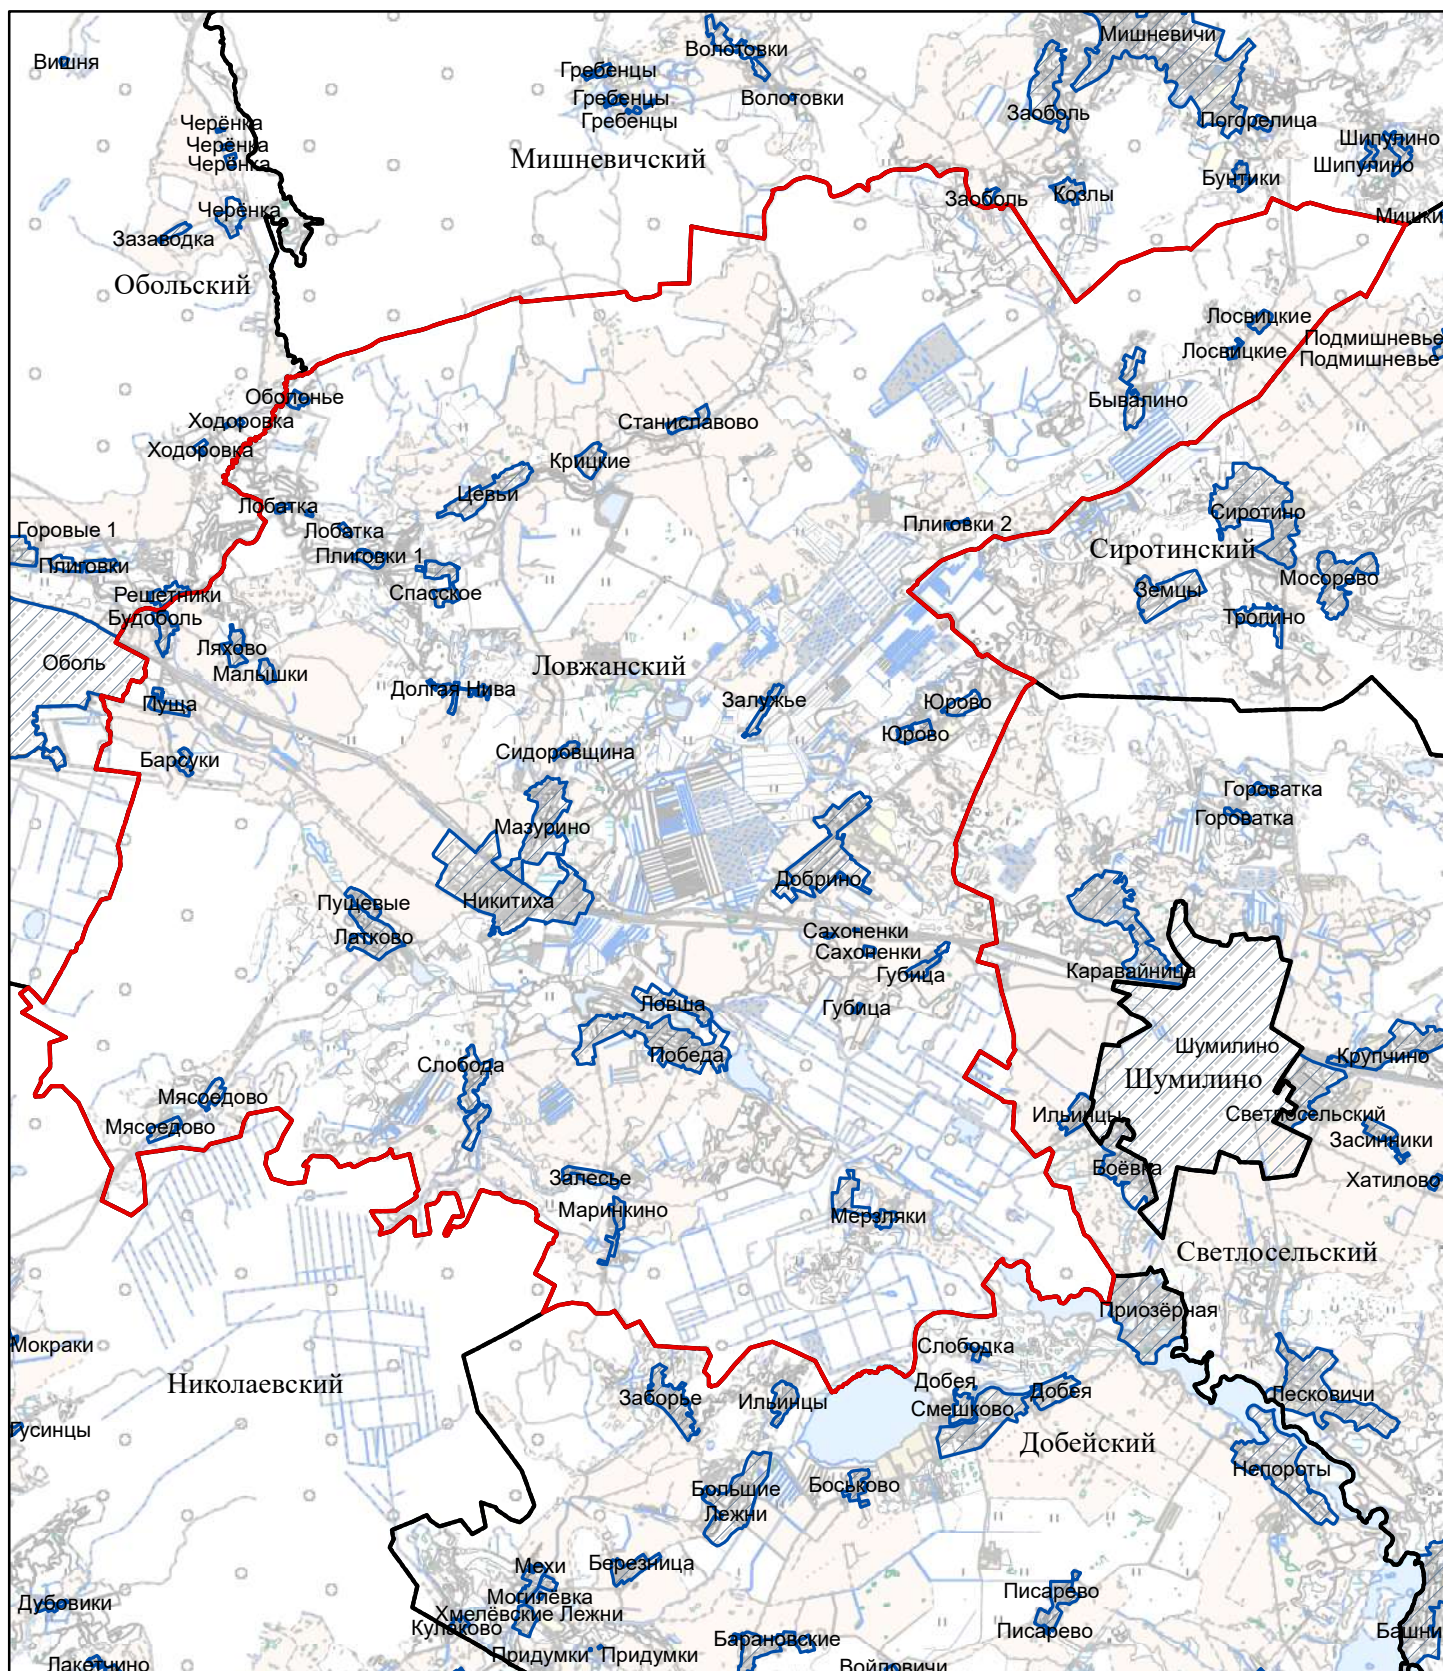 Мишневичи
Волотовки
Вишня
Гребенцы
Гребенцы
Волотовки
Гребенцы
Заоболь
Погорелица
Черёнка
Черёнка
Черёнка
Шипулино
Шипулино
Мишневичский
Бунтики
Козлы
Заоболь
Черёнка
Мишки
Зазаводка
Обольский
Лосвицкие
Подмишневье
Лосвицкие
Подмишневье
Оболонье
Бывалино
Ходоровка
Станиславово
Ходоровка
Крицкие
Цевьи
Лобатка
Сиротино
Плиговки 2
Горовые 1
Лобатка
Сиротинский
Плиговки 1
Плиговки
Мосорево
Решетники
Спасское
Земцы
Будоболь
Тропино
Ляхово
Оболь
Ловжанский
Малышки
Долгая Нива
Пуща
Залужье
Юрово
Юрово
Сидоровщина
Барсуки
Гороватка
Гороватка
Мазурино
Добрино
Никитиха
Пущевые
Латково
Сахоненки
Сахоненки
Губица
Каравайница
Ловша
Губица
Шумилино
Победа
Крупчино
Слобода
Шумилино
Мясоедово
Ильинцы
Светлосельский
Мясоедово
Засинники
Боёвка
Залесье
Хатилово
Маринкино
Мерзляки
Светлосельский
Приозёрная
Мокраки
Слободка
Николаевский
Добея
Добея
Песковичи
Заборье
Ильинцы
Смешково
Гусинцы
Добейский
Непороты
Большие
Лежни
Боськово
Мехи
Березница
Писарево
Могилёвка
Дубовики
Хмелёвские Лежни
Кулаково
Писарево
Башни
Барановские
Придумки
Придумки
Лакетчино
Войловичи